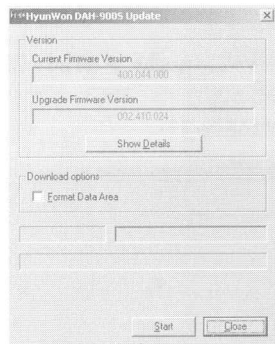 HyunWon DAH-900S Update
Version
Current Firmware Version
400.044.000
Upgrade Firmware Version
002.410.024
Show Details
Download options
Format Data Area
Start
Close